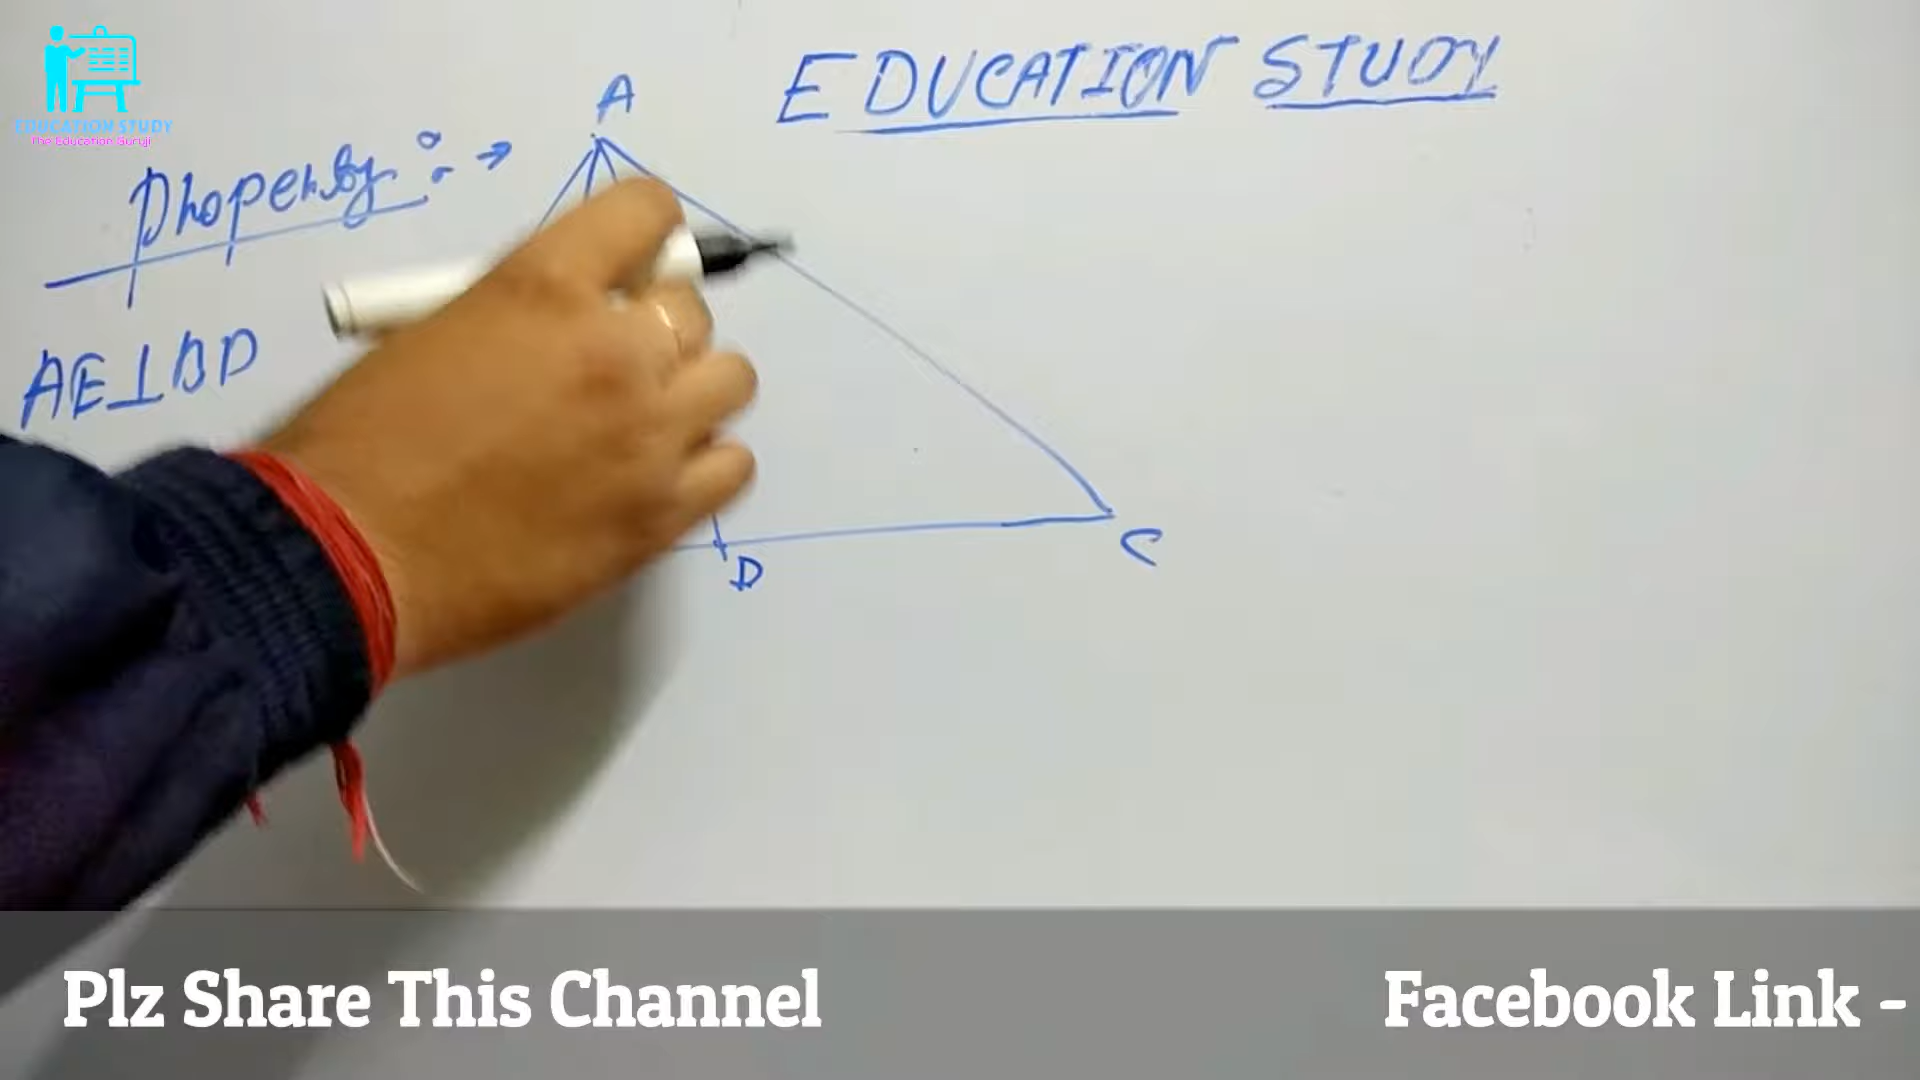 EDUCATION STUDY
The Education Guruji
A
EDUCATION STUDY
Property :- →
AE⊥BD
D
C
Plz Share This Channel
Facebook Link -